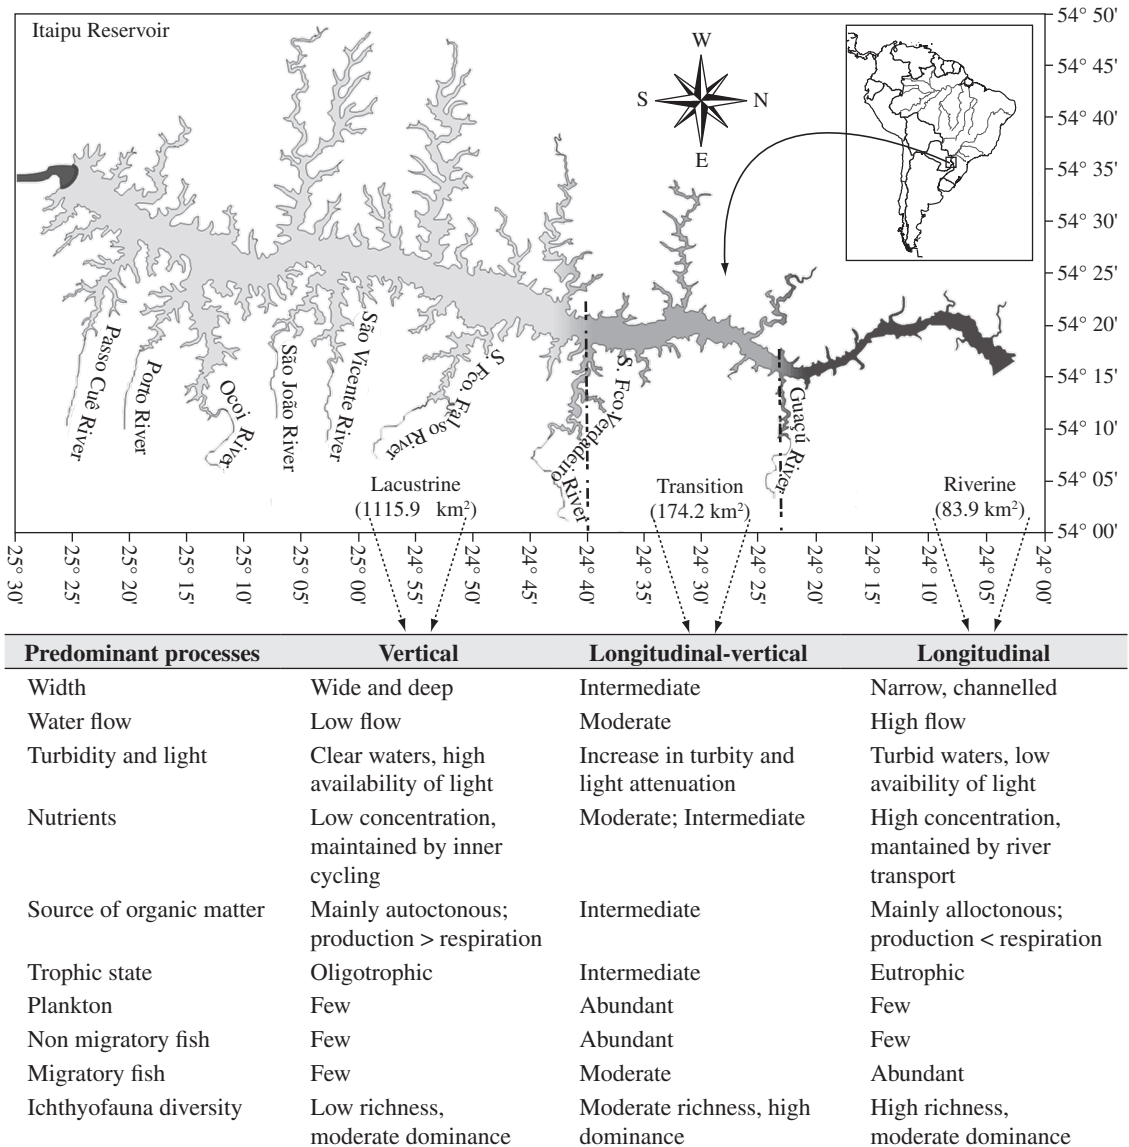 Itaipu Reservoir
W
S
N
E
54° 50'
54° 45'
54° 40'
54° 35'
54° 30'
54° 25'
54° 20'
54° 15'
54° 10'
54° 05'
54° 00'
Passo Cuê River
Porto River
Ocoi River
São João River
São Vicente River
S. Fco. Falso River
S. Fco.Verdadeiro River
Guaçú River
Lacustrine
(1115.9 km²)
Transition
(174.2 km²)
Riverine
(83.9 km²)
25° 30'
25° 25'
25° 20'
25° 15'
25° 10'
25° 05'
25° 00'
24° 55'
24° 50'
24° 45'
24° 40'
24° 35'
24° 30'
24° 25'
24° 20'
24° 15'
24° 10'
24° 05'
24° 00'
Predominant processes Vertical Longitudinal-vertical Longitudinal
Width Wide and deep Intermediate Narrow, channelled
Water flow Low flow Moderate High flow
Turbidity and light Clear waters, high Increase in turbity and Turbid waters, low
availability of light light attenuation avaibility of light
Nutrients Low concentration, Moderate; Intermediate High concentration,
maintained by inner mantained by river
cycling transport
Source of organic matter Mainly autoctonous; Intermediate Mainly alloctonous;
production > respiration production < respiration
Trophic state Oligotrophic Intermediate Eutrophic
Plankton Few Abundant Few
Non migratory fish Few Abundant Few
Migratory fish Few Moderate Abundant
Ichthyofauna diversity Low richness, Moderate richness, high High richness,
moderate dominance dominance moderate dominance